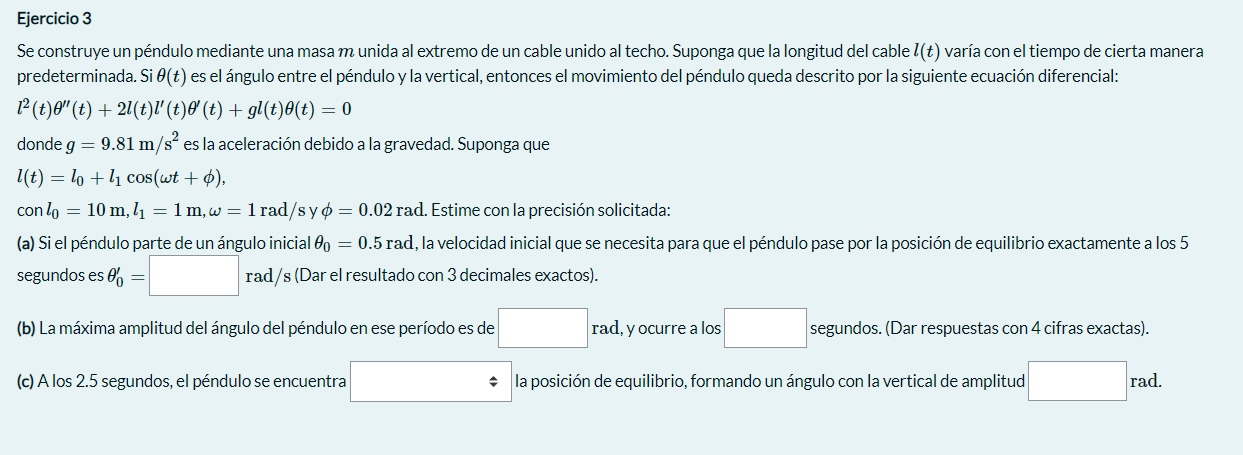 Ejercicio 3
Se construye un péndulo mediante una masa m unida al extremo de un cable unido al techo. Suponga que la longitud del cable l(t) varía con el tiempo de cierta manera
predeterminada. Si θ(t) es el ángulo entre el péndulo y la vertical, entonces el movimiento del péndulo queda descrito por la siguiente ecuación diferencial:
l²(t)θ′′(t) + 2l(t)l′(t)θ′(t) + gl(t)θ(t) = 0
donde g = 9.81 m/s² es la aceleración debido a la gravedad. Suponga que
l(t) = l₀ + l₁ cos(ωt + ϕ),
con l₀ = 10 m, l₁ = 1 m, ω = 1 rad/s y ϕ = 0.02 rad. Estime con la precisión solicitada:
(a) Si el péndulo parte de un ángulo inicial θ₀ = 0.5 rad, la velocidad inicial que se necesita para que el péndulo pase por la posición de equilibrio exactamente a los 5
segundos es θ′₀ = rad/s (Dar el resultado con 3 decimales exactos).
(b) La máxima amplitud del ángulo del péndulo en ese período es de rad, y ocurre a los segundos. (Dar respuestas con 4 cifras exactas).
(c) A los 2.5 segundos, el péndulo se encuentra la posición de equilibrio, formando un ángulo con la vertical de amplitud rad.